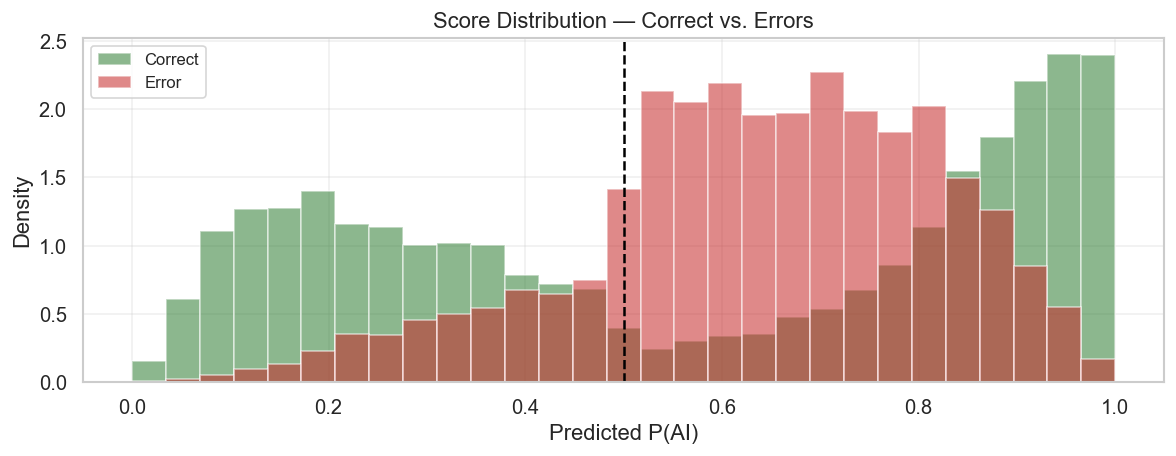 Score Distribution — Correct vs. Errors
2.5
2.0
1.5
1.0
0.5
0.0
Density
Correct
Error
0.0 0.2 0.4 0.6 0.8 1.0
Predicted P(AI)